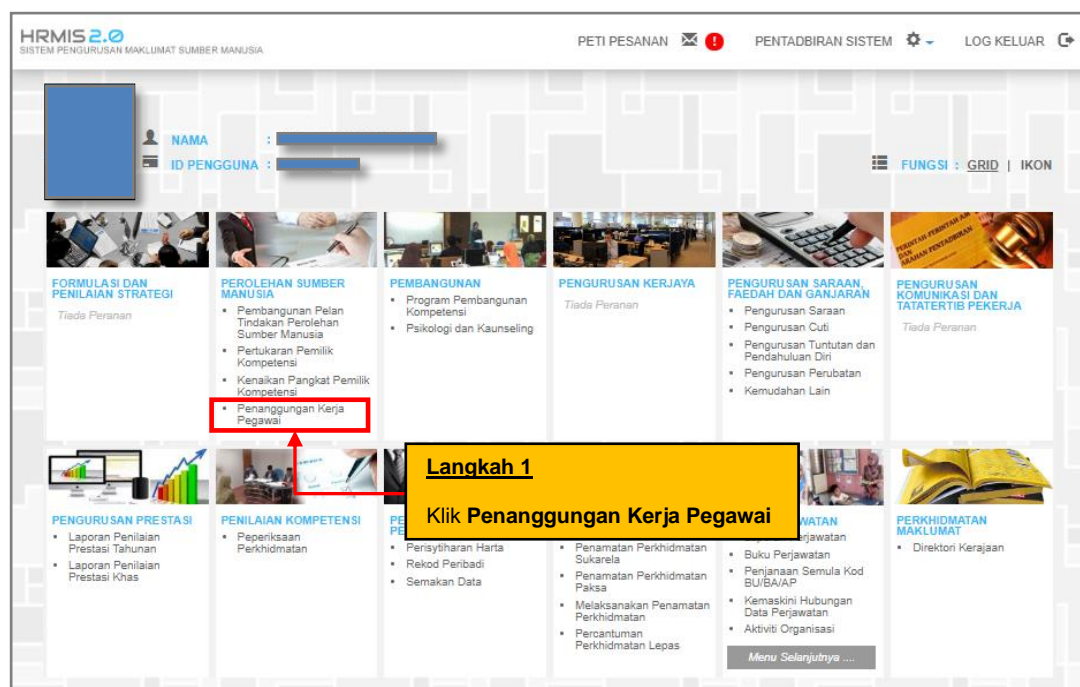 HRMIS 2.0
SISTEM PENGURUSAN MAKLUMAT SUMBER MANUSIA
PETI PESANAN
!
PENTADBIRAN SISTEM
LOG KELUAR
NAMA :
ID PENGGUNA :
FUNGSI : GRID | IKON
PERINTAH-PERINTAH AM
DAN
ARAHAN PENTADBIRAN
FORMULASI DAN
PENILAIAN STRATEGI
Tiada Peranan
PEROLEHAN SUMBER
MANUSIA
Pembangunan Pelan
Tindakan Perolehan
Sumber Manusia
Pertukaran Pemilik
Kompetensi
Kenaikan Pangkat Pemilik
Kompetensi
Penanggungan Kerja
Pegawai
PEMBANGUNAN
Program Pembangunan
Kompetensi
Psikologi dan Kaunseling
PENGURUSAN KERJAYA
Tiada Peranan
PENGURUSAN SARAAN,
FAEDAH DAN GANJARAN
Pengurusan Saraan
Pengurusan Cuti
Pengurusan Tuntutan dan
Pendahuluan Diri
Pengurusan Perubatan
Kemudahan Lain
PENGURUSAN
KOMUNIKASI DAN
TATATERTIB PEKERJA
Tiada Peranan
Langkah 1
Klik Penanggungan Kerja Pegawai
PENGURUSAN PRESTASI
Laporan Penilaian
Prestasi Tahunan
Laporan Penilaian
Prestasi Khas
PENILAIAN KOMPETENSI
Peperiksaan
Perkhidmatan
Perisytiharan Harta
Rekod Peribadi
Semakan Data
Penamatan Perkhidmatan
Sukarela
Penamatan Perkhidmatan
Paksa
Melaksanakan Penamatan
Perkhidmatan
Percantuman
Perkhidmatan Lepas
Buku Perjawatan
Penjanaan Semula Kod
BU/BA/AP
Kemaskini Hubungan
Data Perjawatan
Aktiviti Organisasi
Menu Selanjutnya ....
PERKHIDMATAN
MAKLUMAT
Direktori Kerajaan